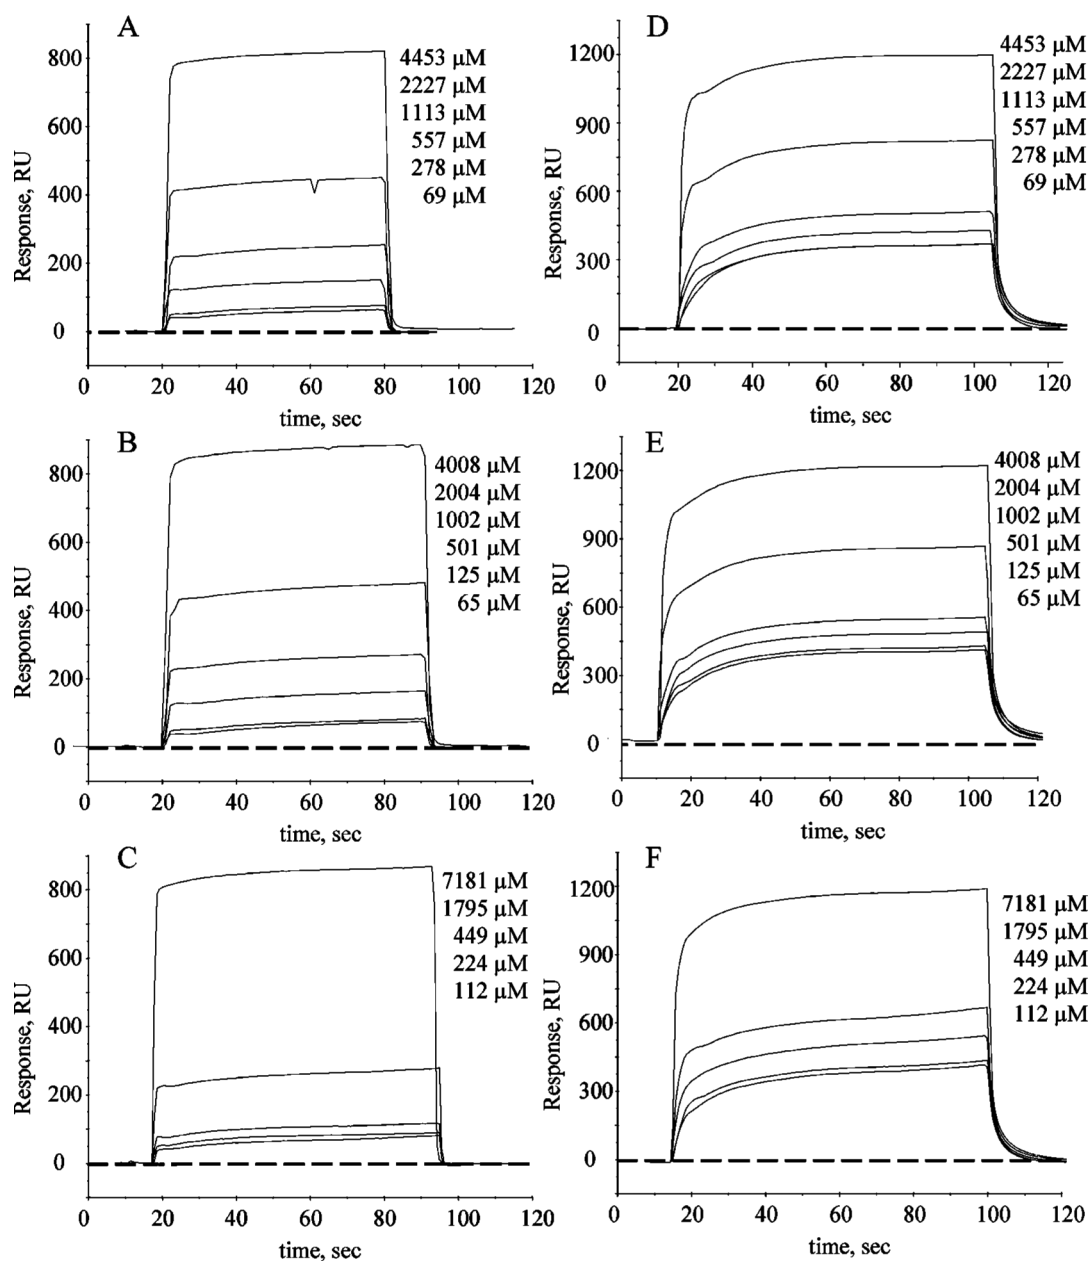 A
800
600
400
200
0
Response, RU
4453 μM
2227 μM
1113 μM
557 μM
278 μM
69 μM
0 20 40 60 80 100 120
time, sec
D
1200
900
600
300
0
Response, RU
4453 μM
2227 μM
1113 μM
557 μM
278 μM
69 μM
0 20 40 60 80 100 120
time, sec
B
800
600
400
200
0
Response, RU
4008 μM
2004 μM
1002 μM
501 μM
125 μM
65 μM
0 20 40 60 80 100 120
time, sec
E
1200
900
600
300
0
Response, RU
4008 μM
2004 μM
1002 μM
501 μM
125 μM
65 μM
0 20 40 60 80 100 120
time, sec
C
800
600
400
200
0
Response, RU
7181 μM
1795 μM
449 μM
224 μM
112 μM
0 20 40 60 80 100 120
time, sec
F
1200
900
600
300
0
Response, RU
7181 μM
1795 μM
449 μM
224 μM
112 μM
0 20 40 60 80 100 120
time, sec